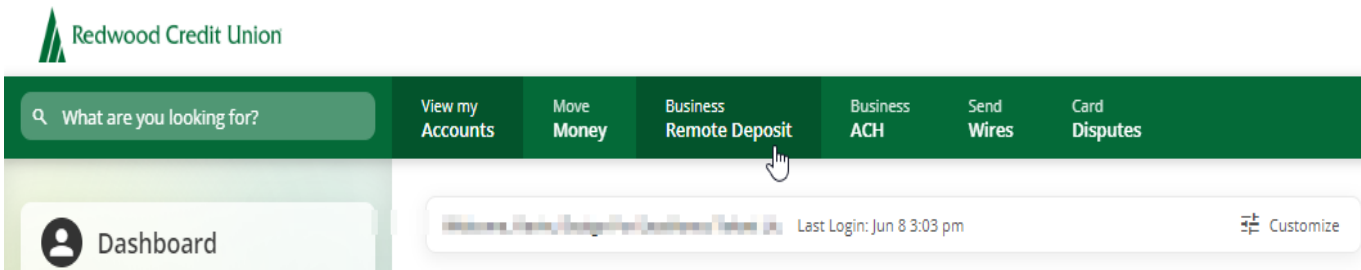 Redwood Credit Union
What are you looking for?
View my
Accounts
Move
Money
Business
Remote Deposit
Business
ACH
Send
Wires
Card
Disputes
Dashboard
Last Login: Jun 8 3:03 pm
Customize